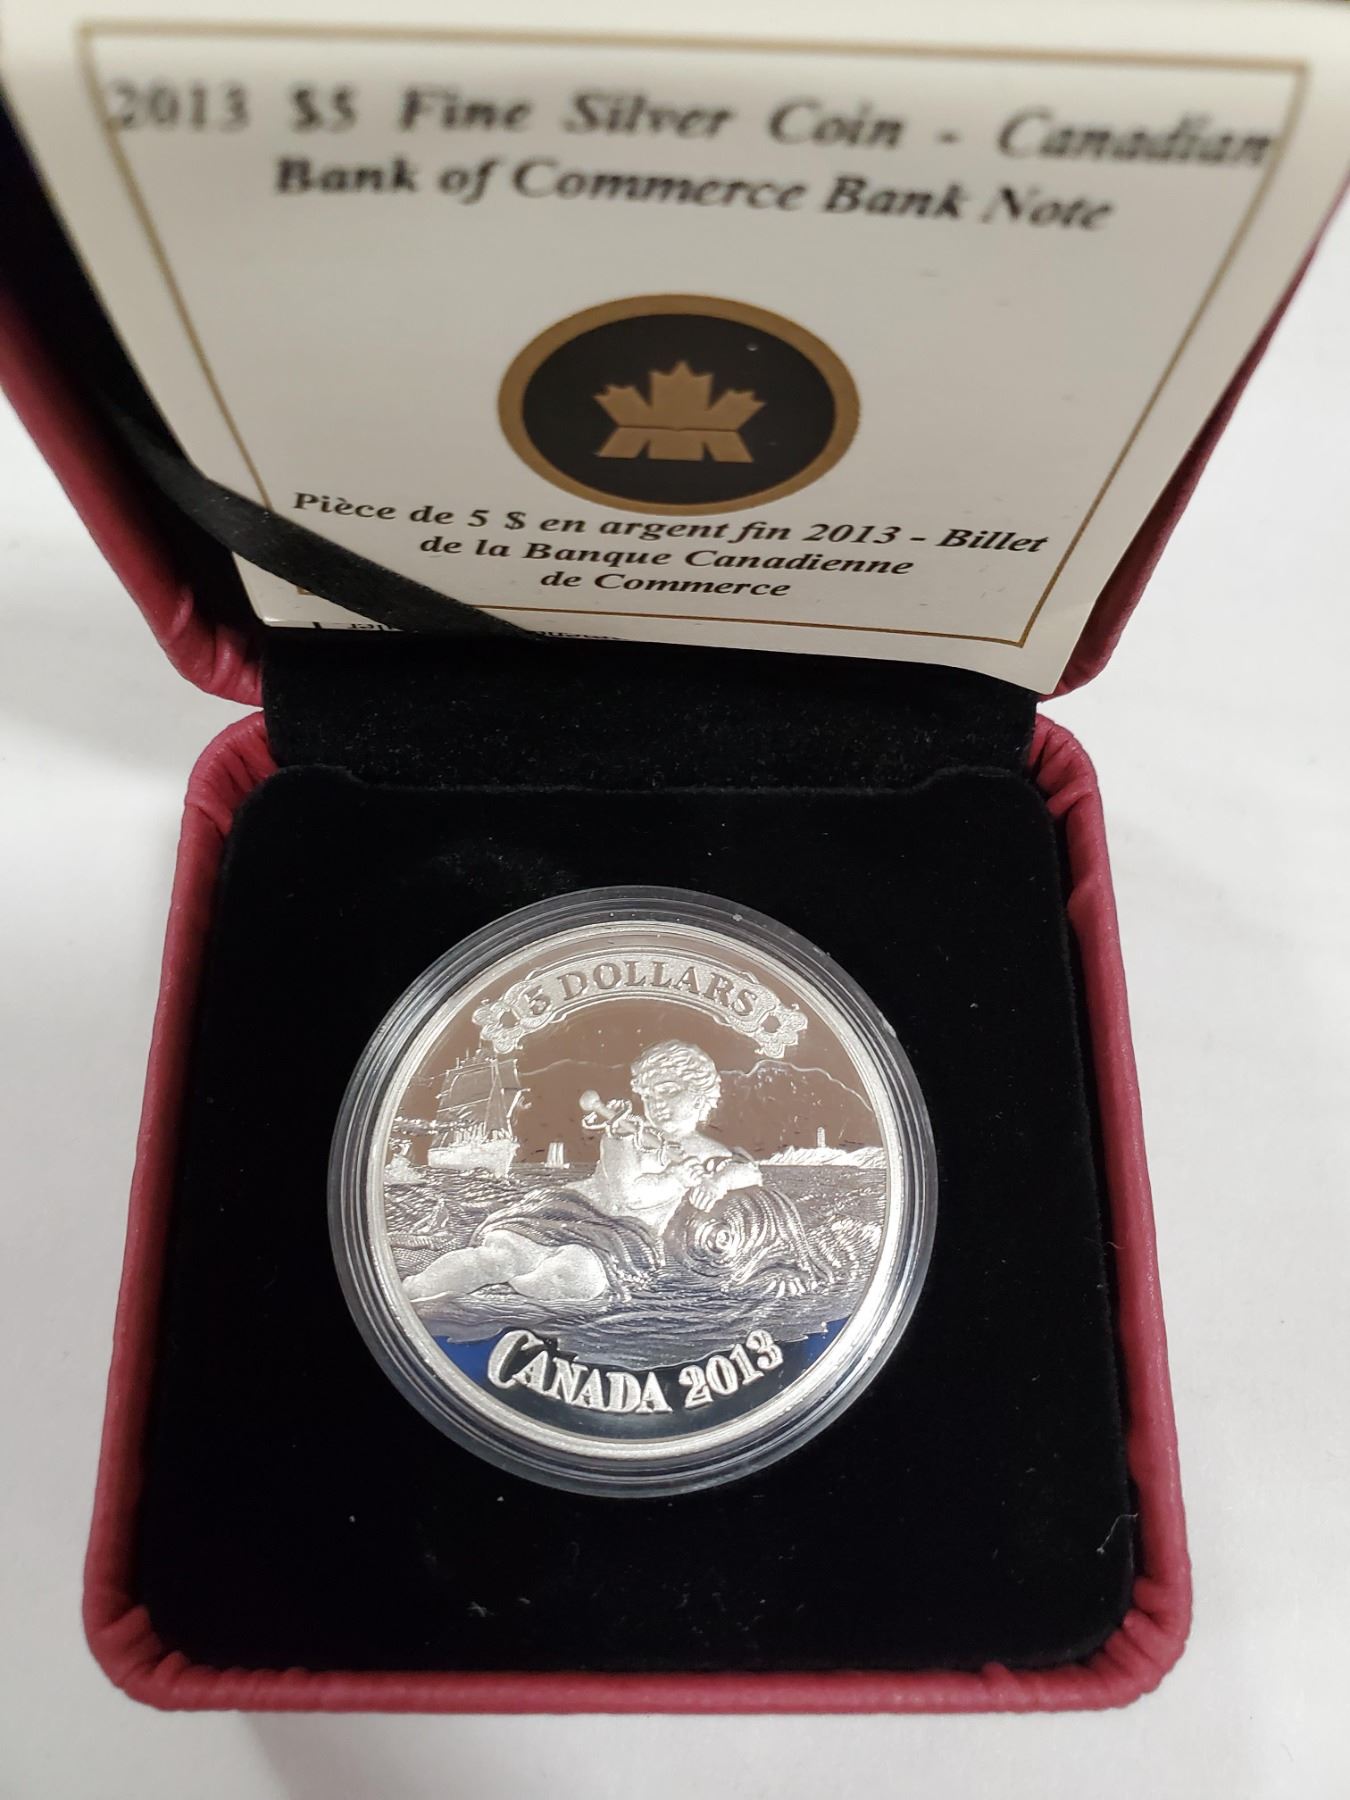 2013 $5 Fine Silver Coin - Canadian
Bank of Commerce Bank Note
Pièce de 5 $ en argent fin 2013 - Billet
de la Banque Canadienne
de Commerce
5 DOLLARS
CANADA 2013